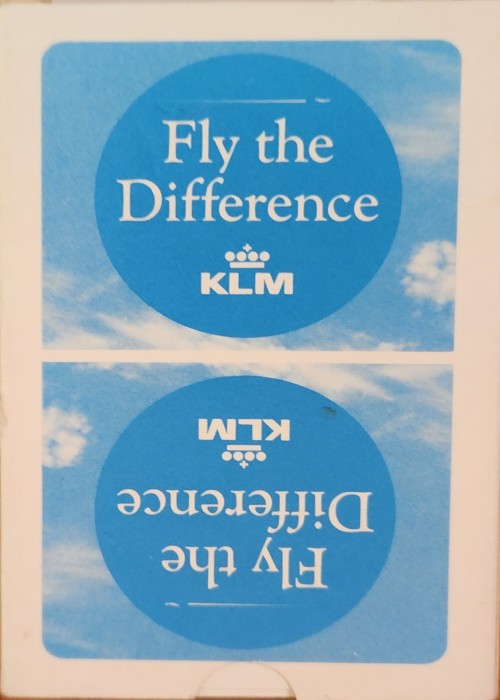 Fly the
Difference
KLM
KLM
Difference
Fly the